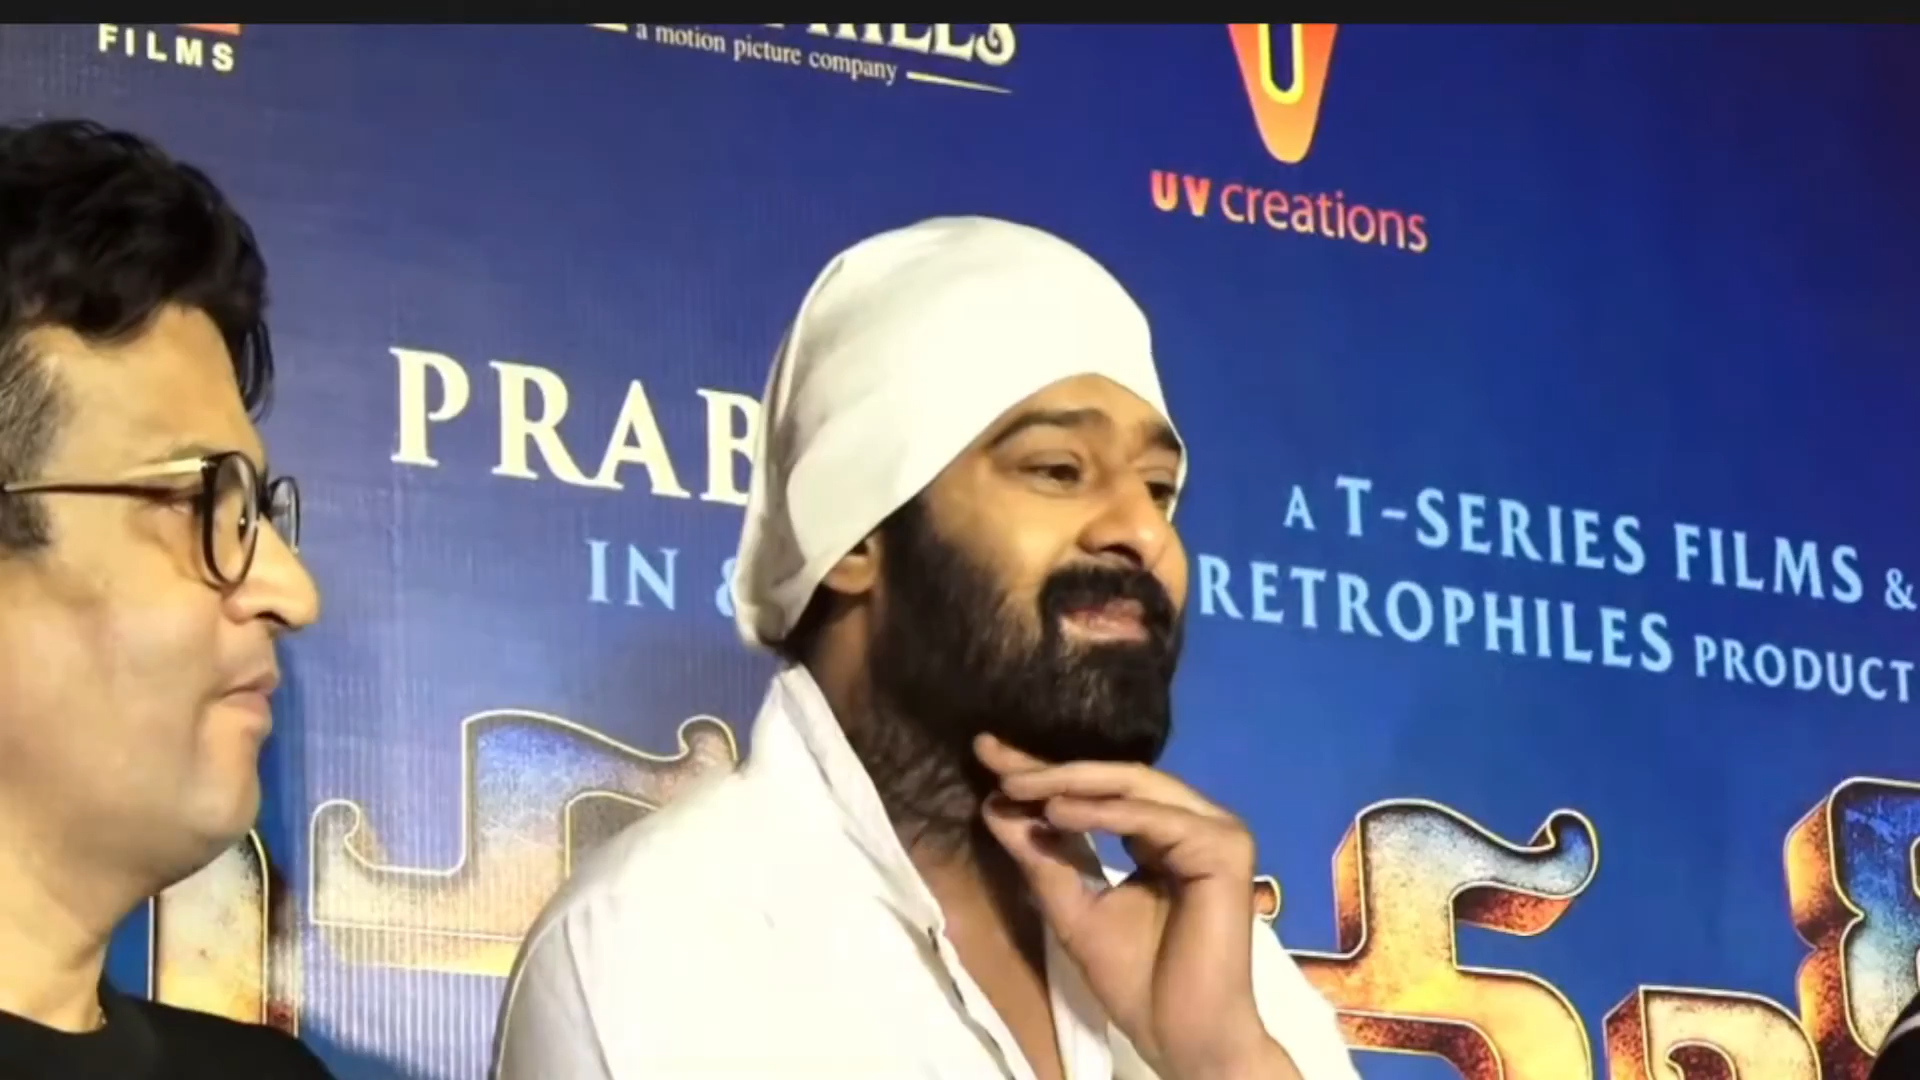 FILMS
a motion picture company
UV creations
PRAB
IN &
A T-SERIES FILMS &
RETROPHILES PRODUCT